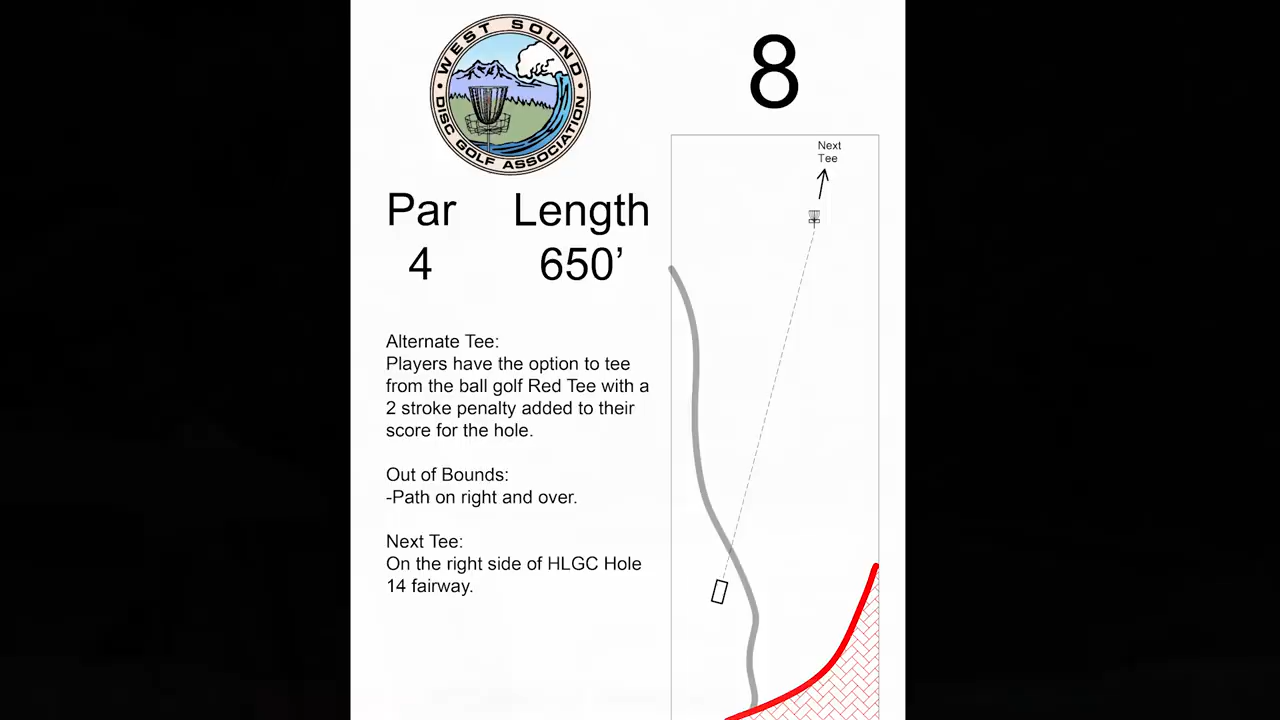 WEST SOUND
DISC GOLF ASSOCIATION
8
Next
Tee
Par Length
4 650’
Alternate Tee:
Players have the option to tee
from the ball golf Red Tee with a
2 stroke penalty added to their
score for the hole.
Out of Bounds:
-Path on right and over.
Next Tee:
On the right side of HLGC Hole
14 fairway.